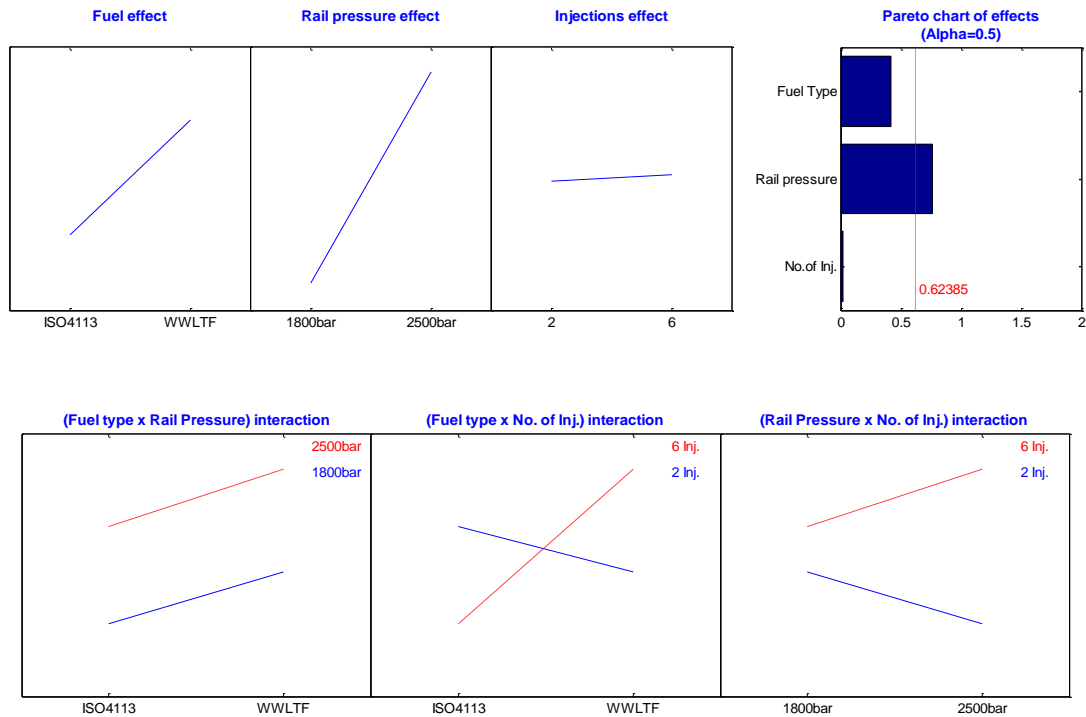 Fuel effect
Rail pressure effect
Injections effect
Pareto chart of effects
(Alpha=0.5)
Fuel Type
Rail pressure
No.of Inj.
0.62385
ISO4113
WWLTF
1800bar
2500bar
2
6
0
0.5
1
1.5
2
(Fuel type x Rail Pressure) interaction
(Fuel type x No. of Inj.) interaction
(Rail Pressure x No. of Inj.) interaction
2500bar
1800bar
6 Inj.
2 Inj.
6 Inj.
2 Inj.
ISO4113
WWLTF
ISO4113
WWLTF
1800bar
2500bar